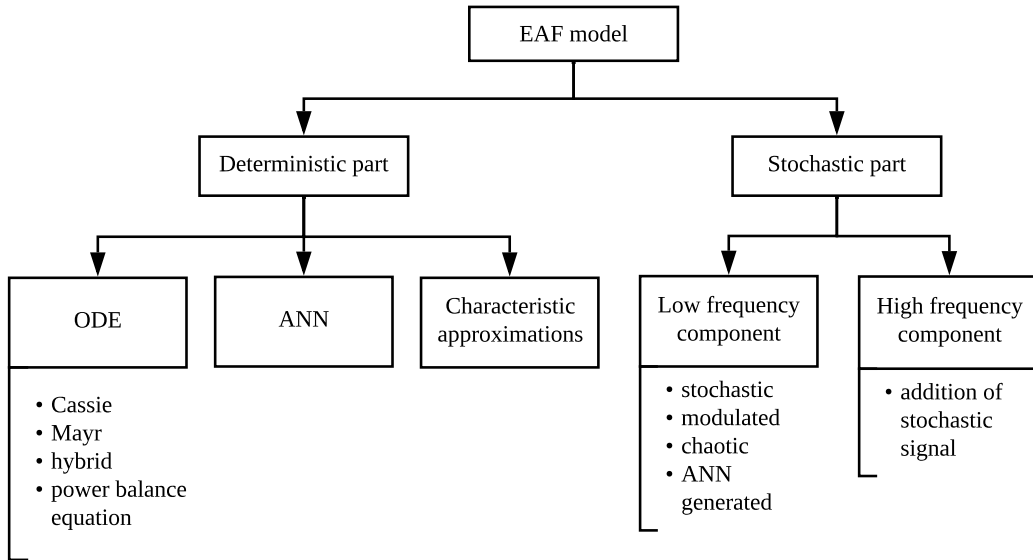 EAF model
Deterministic part
Stochastic part
ODE
ANN
Characteristic
approximations
Low frequency
component
High frequency
component
• Cassie
• Mayr
• hybrid
• power balance
equation
• stochastic
• modulated
• chaotic
• ANN
generated
• addition of
stochastic
signal